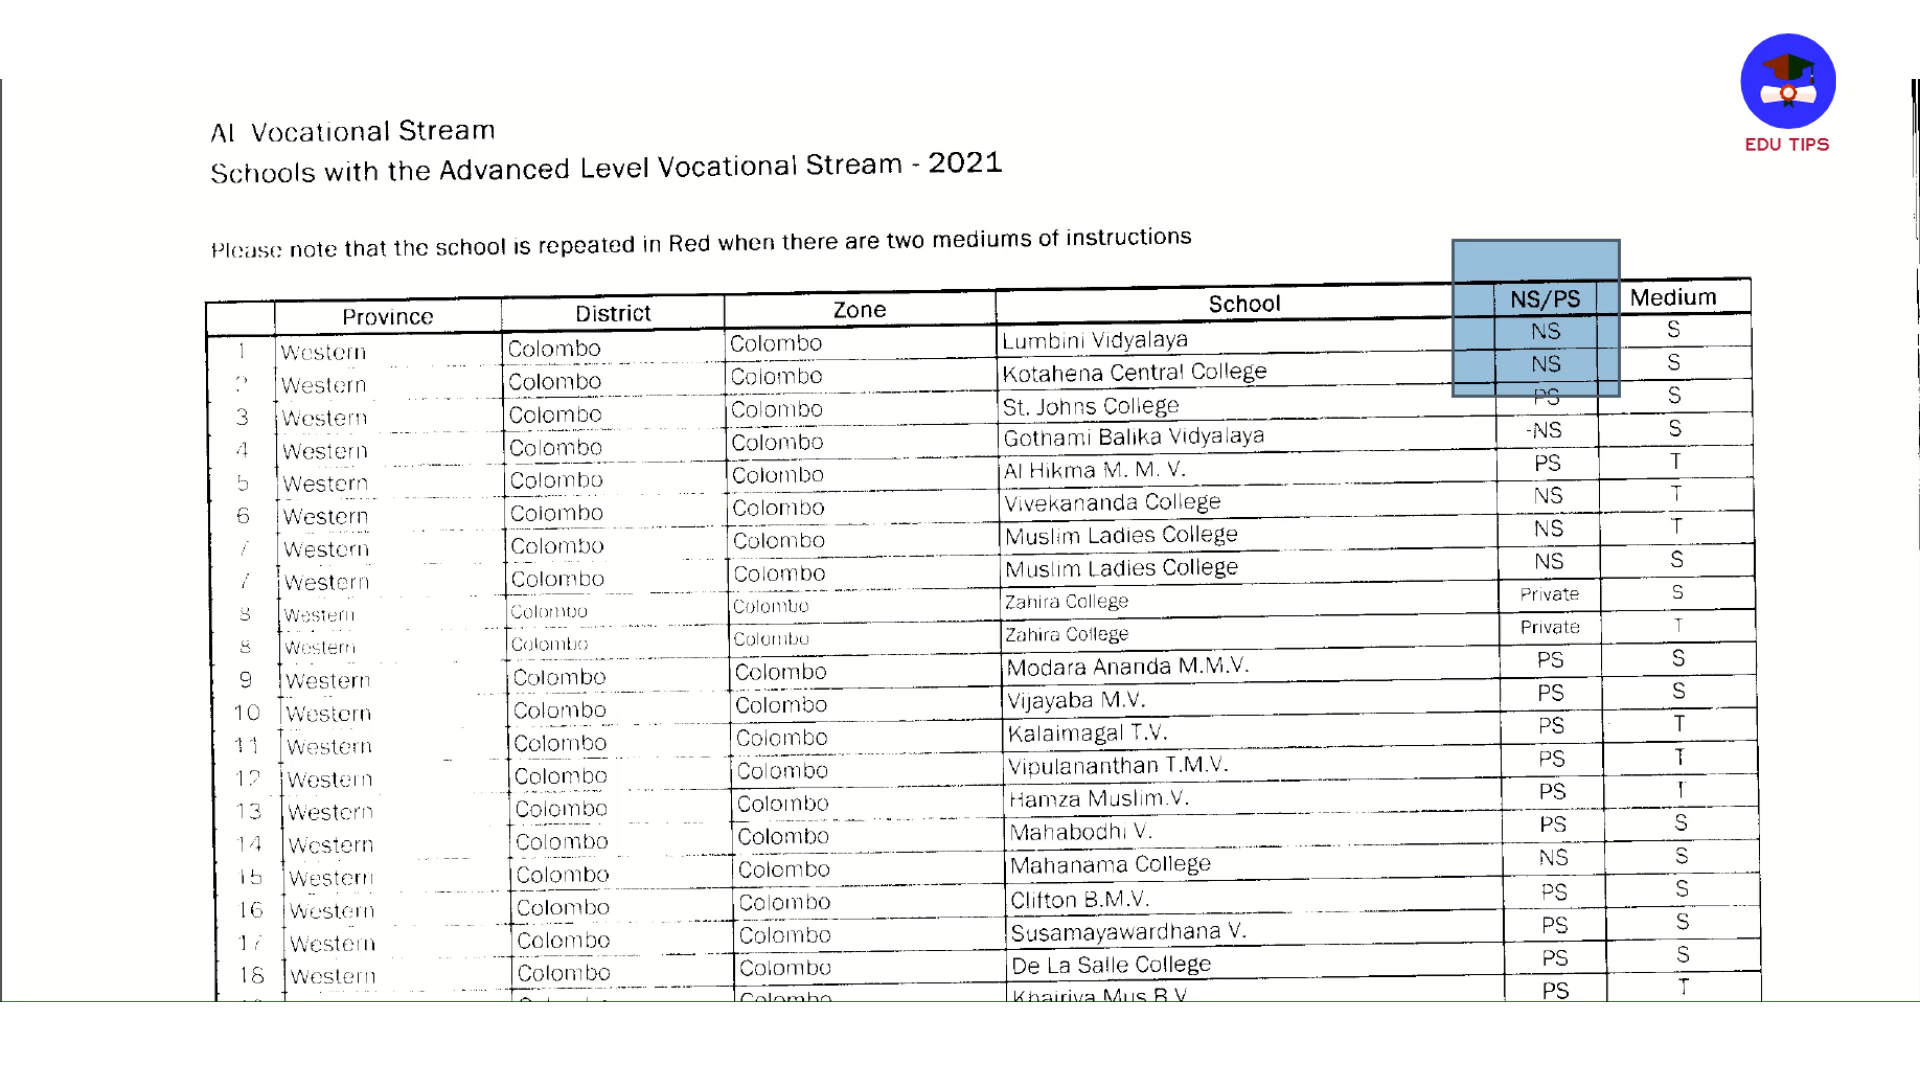 EDU TIPS
AL Vocational Stream
Schools with the Advanced Level Vocational Stream - 2021
Please note that the school is repeated in Red when there are two mediums of instructions
Province District Zone School NS/PS Medium
1 Western Colombo Colombo Lumbini Vidyalaya NS S
2 Western Colombo Colombo Kotahena Central College NS S
3 Western Colombo Colombo St. Johns College PS S
4 Western Colombo Colombo Gothami Balika Vidyalaya -NS S
5 Western Colombo Colombo Al Hikma M. M. V. PS T
6 Western Colombo Colombo Vivekananda College NS T
7 Western Colombo Colombo Muslim Ladies College NS T
7 Western Colombo Colombo Muslim Ladies College NS S
8 Western Colombo Colombo Zahira College Private S
8 Western Colombo Colombo Zahira College Private T
9 Western Colombo Colombo Modara Ananda M.M.V. PS S
10 Western Colombo Colombo Vijayaba M.V. PS S
11 Western Colombo Colombo Kalaimagal T.V. PS T
12 Western Colombo Colombo Vipulananthan T.M.V. PS T
13 Western Colombo Colombo Hamza Muslim.V. PS T
14 Western Colombo Colombo Mahabodhi V. PS S
15 Western Colombo Colombo Mahanama College NS S
16 Western Colombo Colombo Clifton B.M.V. PS S
17 Western Colombo Colombo Susamayawardhana V. PS S
18 Western Colombo Colombo De La Salle College PS S
Colombo Khairiya Mus B V PS T